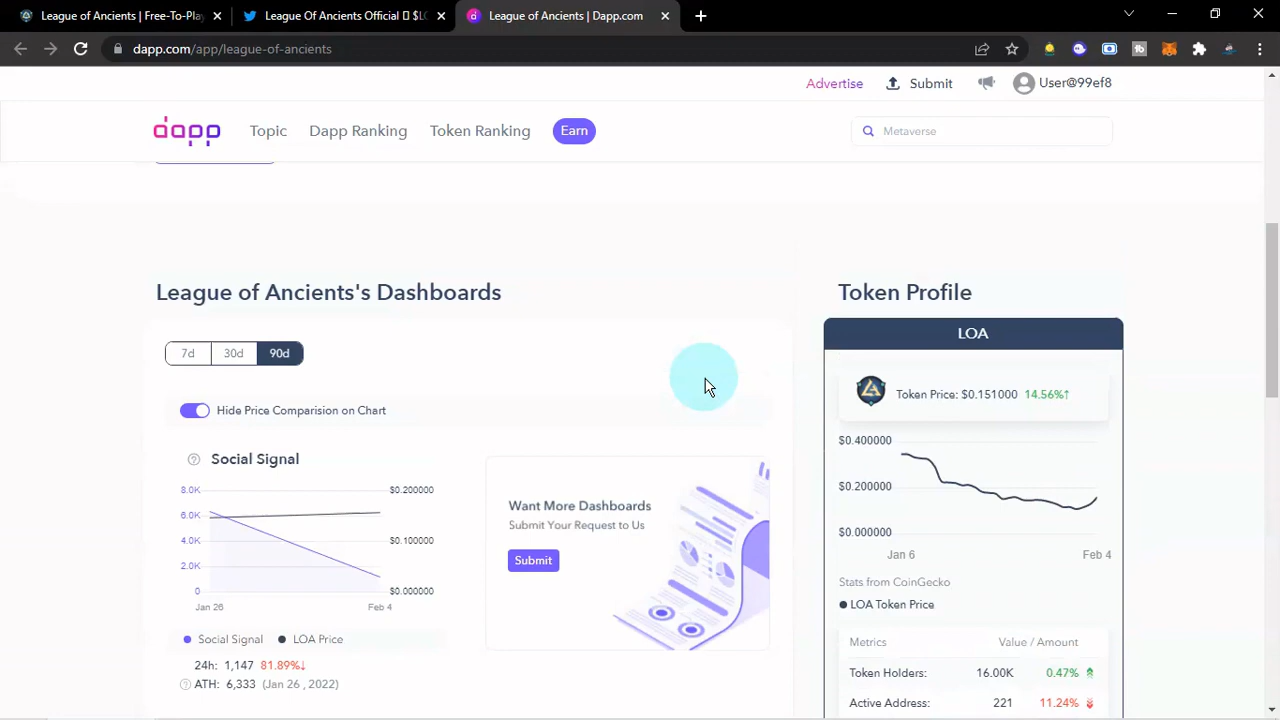 League of Ancients | Free-To-Play
League Of Ancients Official
League of Ancients | Dapp.com
dapp.com/app/league-of-ancients
Advertise
Submit
User@99ef8
dapp
Topic
Dapp Ranking
Token Ranking
Earn
Metaverse
League of Ancients's Dashboards
7d
30d
90d
Hide Price Comparision on Chart
Social Signal
8.0K
6.0K
4.0K
2.0K
0
$0.200000
$0.100000
$0.000000
Jan 26
Feb 4
Social Signal
LOA Price
24h: 1,147 81.89%↓
ATH: 6,333 (Jan 26 , 2022)
Want More Dashboards
Submit Your Request to Us
Submit
Token Profile
LOA
Token Price: $0.151000 14.56%↑
$0.400000
$0.200000
$0.000000
Jan 6
Feb 4
Stats from CoinGecko
LOA Token Price
Metrics Value / Amount
Token Holders: 16.00K 0.47%
Active Address: 221 11.24%